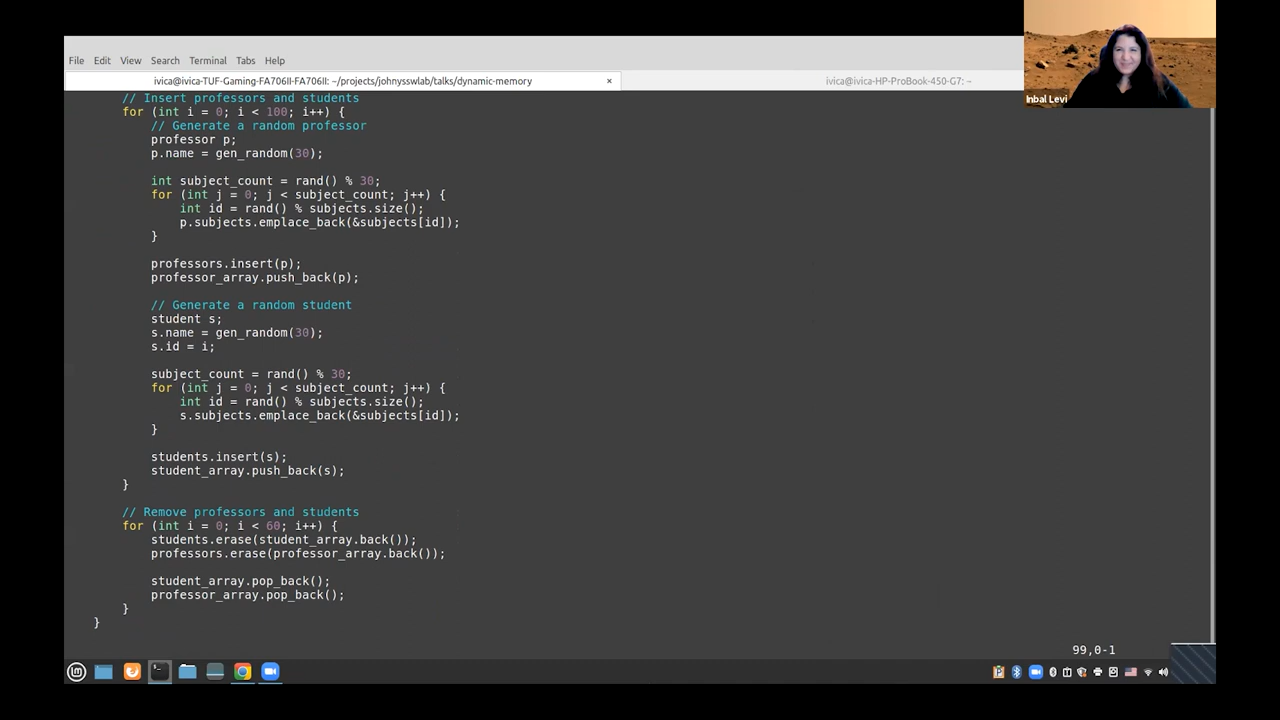 File Edit View Search Terminal Tabs Help
ivica@ivica-TUF-Gaming-FA706II-FA706II: ~/projects/johnysswlab/talks/dynamic-memory ×
ivica@ivica-HP-ProBook-450-G7: ~
Inbal Levi
// Insert professors and students
for (int i = 0; i < 100; i++) {
// Generate a random professor
professor p;
p.name = gen_random(30);
int subject_count = rand() % 30;
for (int j = 0; j < subject_count; j++) {
int id = rand() % subjects.size();
p.subjects.emplace_back(&subjects[id]);
}
professors.insert(p);
professor_array.push_back(p);
// Generate a random student
student s;
s.name = gen_random(30);
s.id = i;
subject_count = rand() % 30;
for (int j = 0; j < subject_count; j++) {
int id = rand() % subjects.size();
s.subjects.emplace_back(&subjects[id]);
}
students.insert(s);
student_array.push_back(s);
}
// Remove professors and students
for (int i = 0; i < 60; i++) {
students.erase(student_array.back());
professors.erase(professor_array.back());
student_array.pop_back();
professor_array.pop_back();
}
}
99,0-1